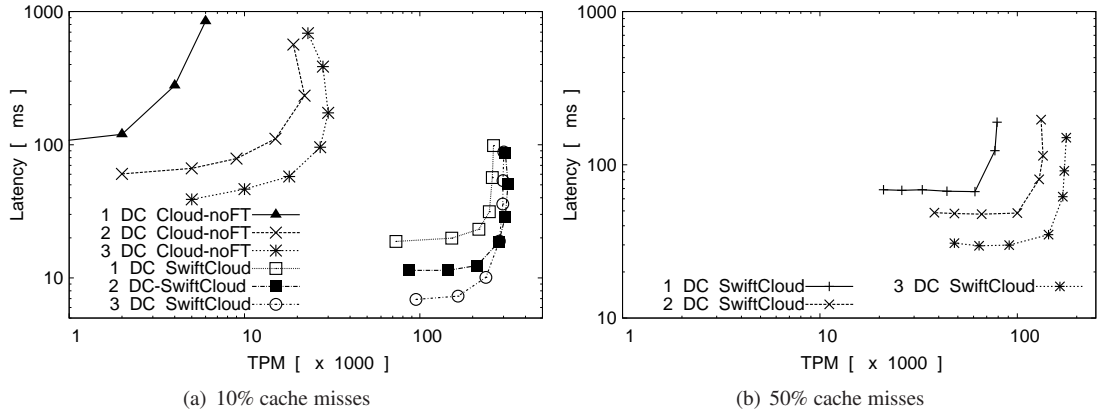 1000
100
10
Latency [ ms ]
1 DC Cloud-noFT
2 DC Cloud-noFT
3 DC Cloud-noFT
1 DC SwiftCloud
2 DC-SwiftCloud
3 DC SwiftCloud
1 10 100
TPM [ x 1000 ]
(a) 10% cache misses
1000
100
10
Latency [ ms ]
1 DC SwiftCloud
2 DC SwiftCloud
3 DC SwiftCloud
1 10 100
TPM [ x 1000 ]
(b) 50% cache misses